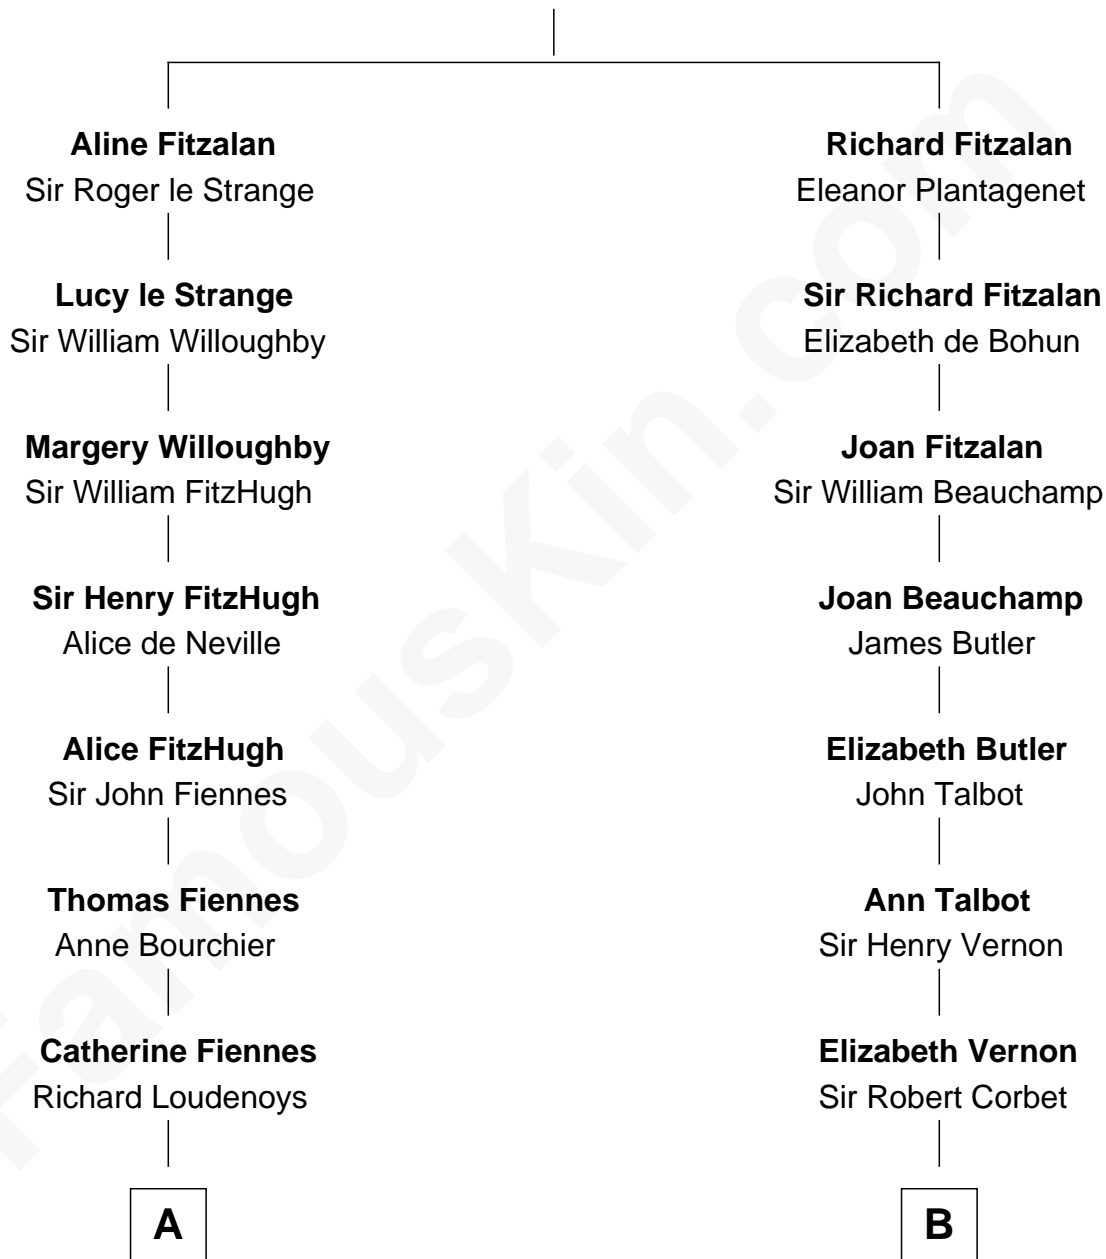 Aline Fitzalan
Sir Roger le Strange
Lucy le Strange
Sir William Willoughby
Margery Willoughby
Sir William FitzHugh
Sir Henry FitzHugh
Alice de Neville
Alice FitzHugh
Sir John Fiennes
Thomas Fiennes
Anne Bourchier
Catherine Fiennes
Richard Loudenoys
A
Richard Fitzalan
Eleanor Plantagenet
Sir Richard Fitzalan
Elizabeth de Bohun
Joan Fitzalan
Sir William Beauchamp
Joan Beauchamp
James Butler
Elizabeth Butler
John Talbot
Ann Talbot
Sir Henry Vernon
Elizabeth Vernon
Sir Robert Corbet
B
FamousKin.com